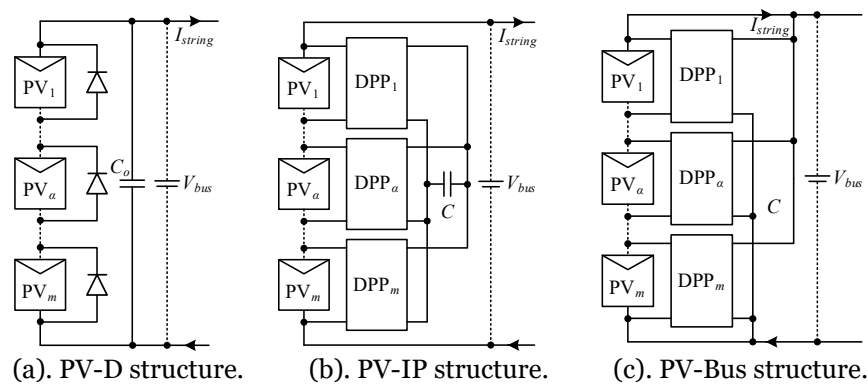 I_string
PV_1
PV_α
C_o
V_bus
PV_m
(a). PV-D structure.
I_string
PV_1
DPP_1
PV_α
DPP_α
C
V_bus
PV_m
DPP_m
(b). PV-IP structure.
I_string
PV_1
DPP_1
PV_α
DPP_α
C
V_bus
PV_m
DPP_m
(c). PV-Bus structure.